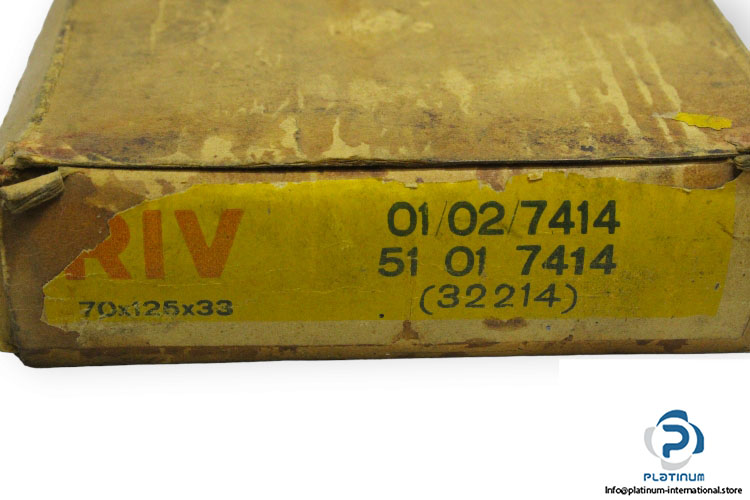 RIV
70x125x33
01/02/7414
51 01 7414
(32214)
PLATINUM
Info@platinum-international.store